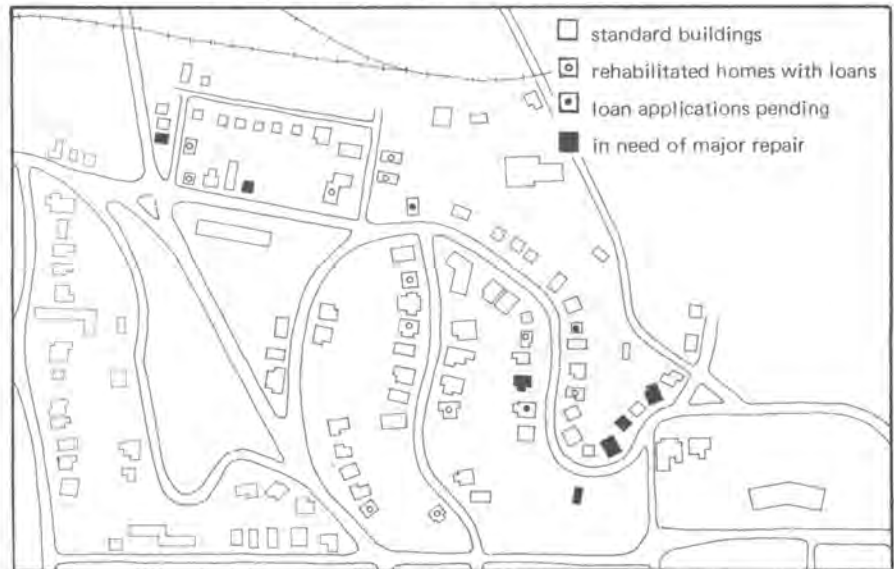 standard buildings
rehabilitated homes with loans
loan applications pending
in need of major repair